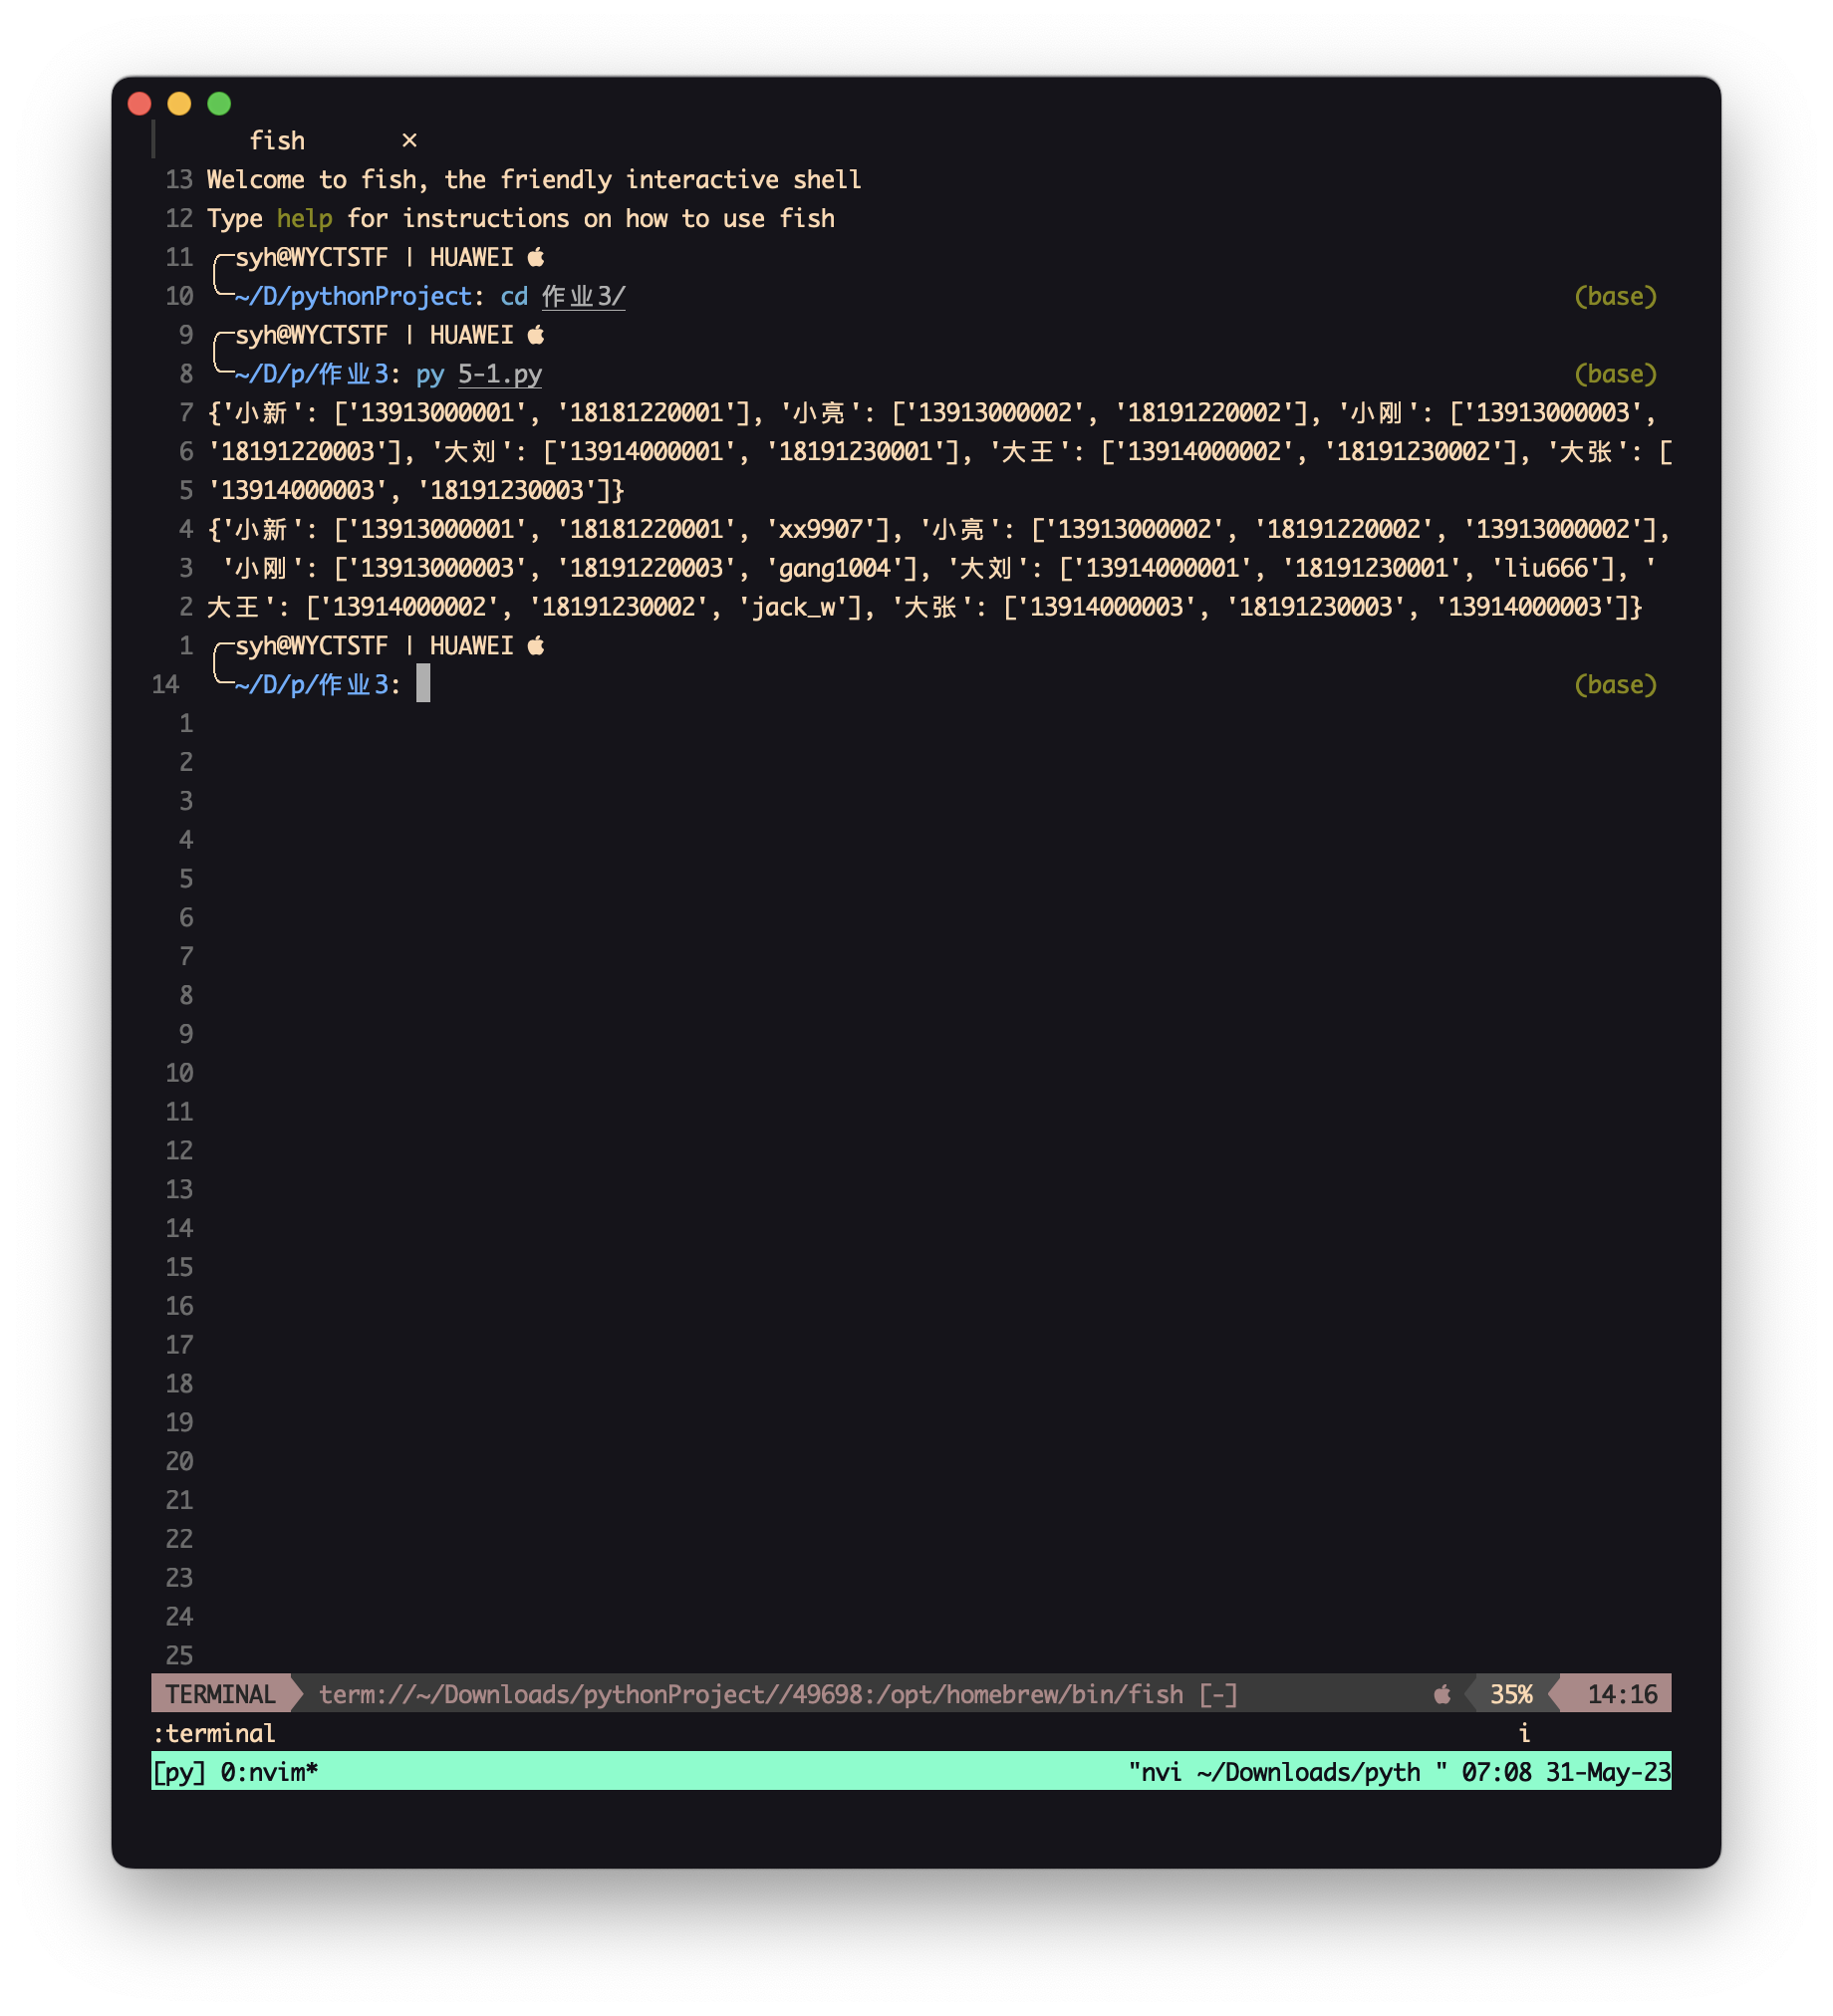 fish ×
13 Welcome to fish, the friendly interactive shell
12 Type help for instructions on how to use fish
11 ╭─syh@WYCTSTF | HUAWEI 
10 ╰─~/D/pythonProject: cd 作业3/ (base)
9 ╭─syh@WYCTSTF | HUAWEI 
8 ╰─~/D/p/作业3: py 5-1.py (base)
7 {'小新': ['13913000001', '18181220001'], '小亮': ['13913000002', '18191220002'], '小刚': ['13913000003',
6 '18191220003'], '大刘': ['13914000001', '18191230001'], '大王': ['13914000002', '18191230002'], '大张': [
5 '13914000003', '18191230003']}
4 {'小新': ['13913000001', '18181220001', 'xx9907'], '小亮': ['13913000002', '18191220002', '13913000002'],
3 '小刚': ['13913000003', '18191220003', 'gang1004'], '大刘': ['13914000001', '18191230001', 'liu666'], '
2 大王': ['13914000002', '18191230002', 'jack_w'], '大张': ['13914000003', '18191230003', '13914000003']}
1 ╭─syh@WYCTSTF | HUAWEI 
14 ╰─~/D/p/作业3: (base)
1
2
3
4
5
6
7
8
9
10
11
12
13
14
15
16
17
18
19
20
21
22
23
24
25
TERMINAL term://~/Downloads/pythonProject//49698:/opt/homebrew/bin/fish [-]  35% 14:16
:terminal i
[py] 0:nvim* "nvi ~/Downloads/pyth " 07:08 31-May-23